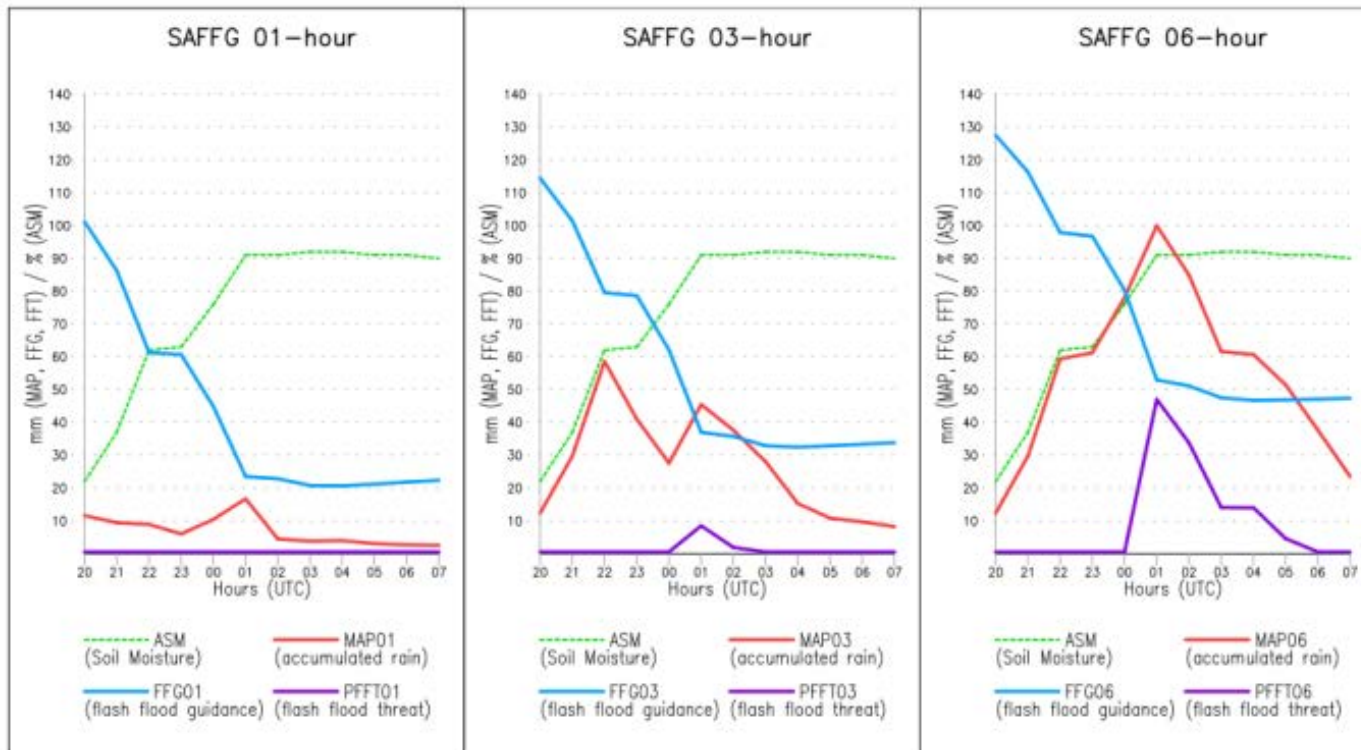 SAFFG 01-hour
mm (MAP, FFG, FFT) / % (ASM)
140
130
120
110
100
90
80
70
60
50
40
30
20
10
20 21 22 23 00 01 02 03 04 05 06 07
Hours (UTC)
ASM
(Soil Moisture)
MAP01
(accumulated rain)
FFG01
(flash flood guidance)
PFFT01
(flash flood threat)
SAFFG 03-hour
mm (MAP, FFG, FFT) / % (ASM)
140
130
120
110
100
90
80
70
60
50
40
30
20
10
20 21 22 23 00 01 02 03 04 05 06 07
Hours (UTC)
ASM
(Soil Moisture)
MAP03
(accumulated rain)
FFG03
(flash flood guidance)
PFFT03
(flash flood threat)
SAFFG 06-hour
mm (MAP, FFG, FFT) / % (ASM)
140
130
120
110
100
90
80
70
60
50
40
30
20
10
20 21 22 23 00 01 02 03 04 05 06 07
Hours (UTC)
ASM
(Soil Moisture)
MAP06
(accumulated rain)
FFG06
(flash flood guidance)
PFFT06
(flash flood threat)